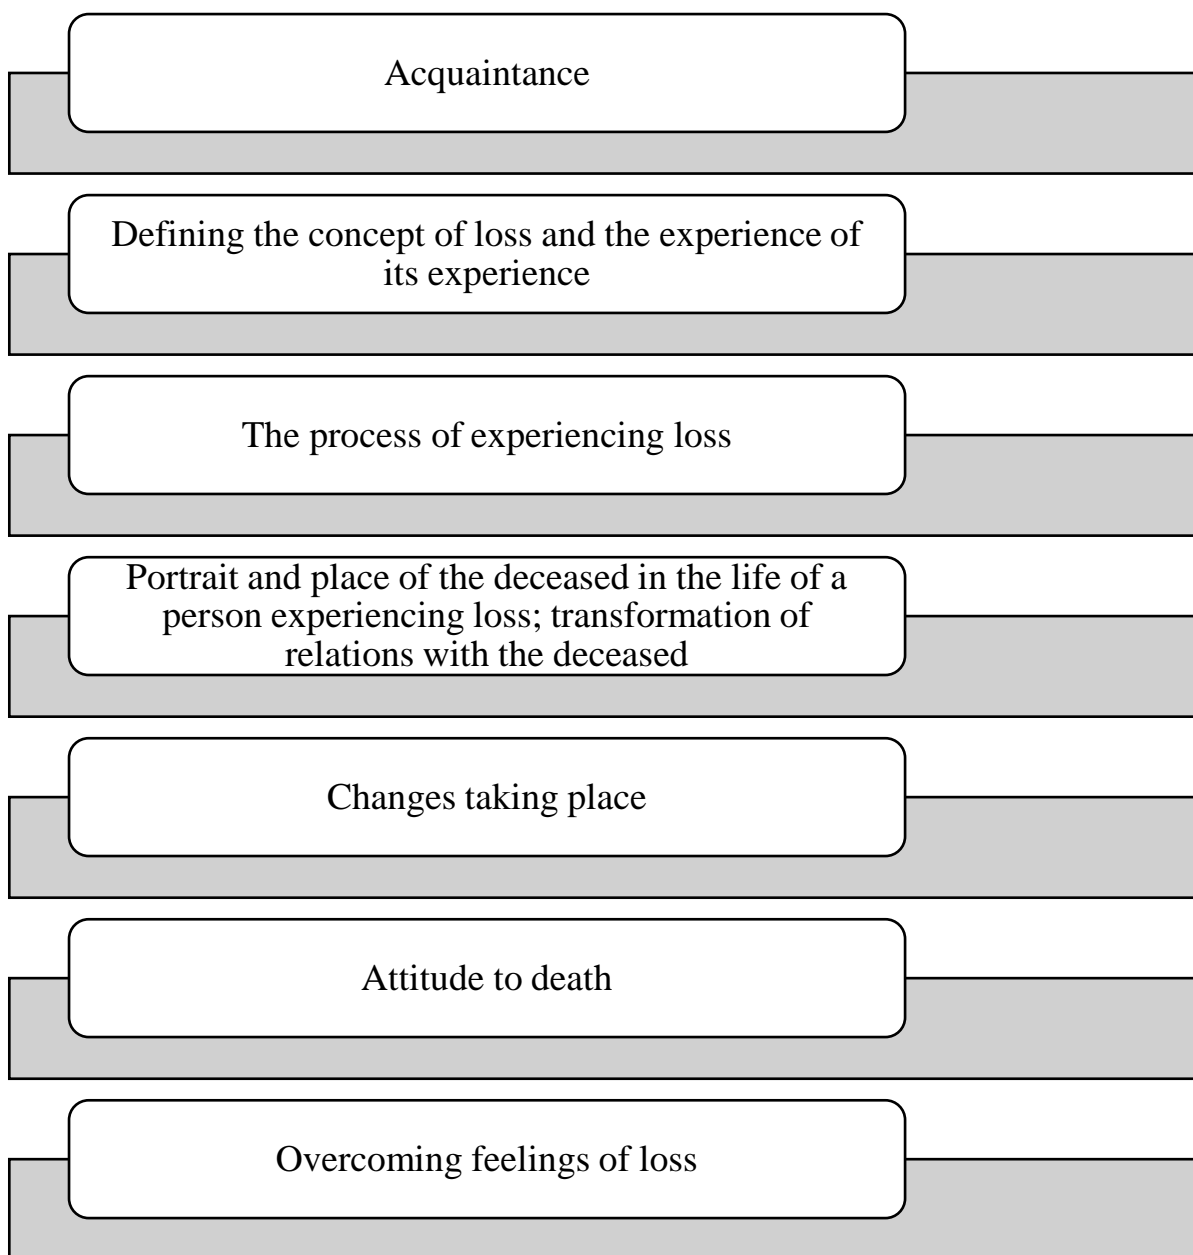 Acquaintance
Defining the concept of loss and the experience of
its experience
The process of experiencing loss
Portrait and place of the deceased in the life of a
person experiencing loss; transformation of
relations with the deceased
Changes taking place
Attitude to death
Overcoming feelings of loss